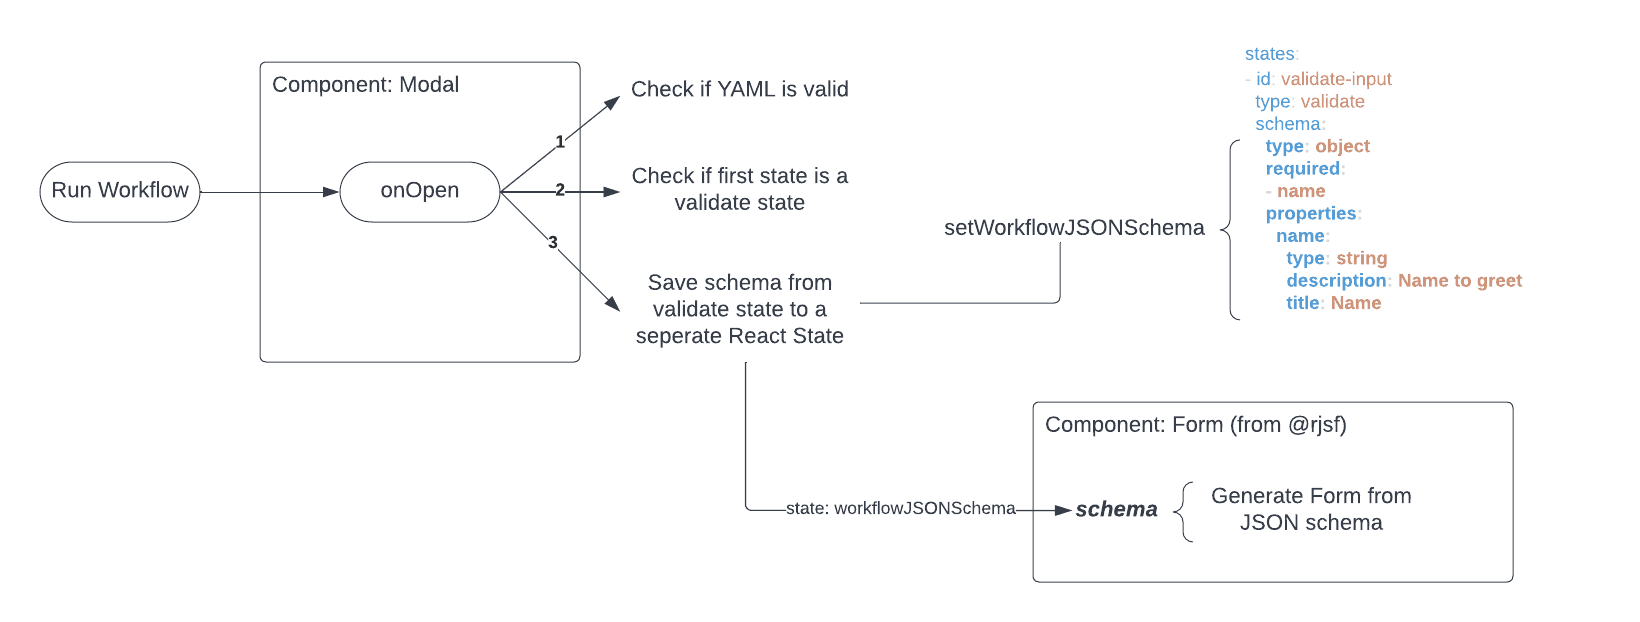 Component: Modal
Run Workflow
onOpen
1
2
3
Check if YAML is valid
Check if first state is a
validate state
Save schema from
validate state to a
seperate React State
setWorkflowJSONSchema
states:
- id: validate-input
type: validate
schema:
type: object
required:
- name
properties:
name:
type: string
description: Name to greet
title: Name
state: workflowJSONSchema
Component: Form (from @rjsf)
schema
Generate Form from
JSON schema